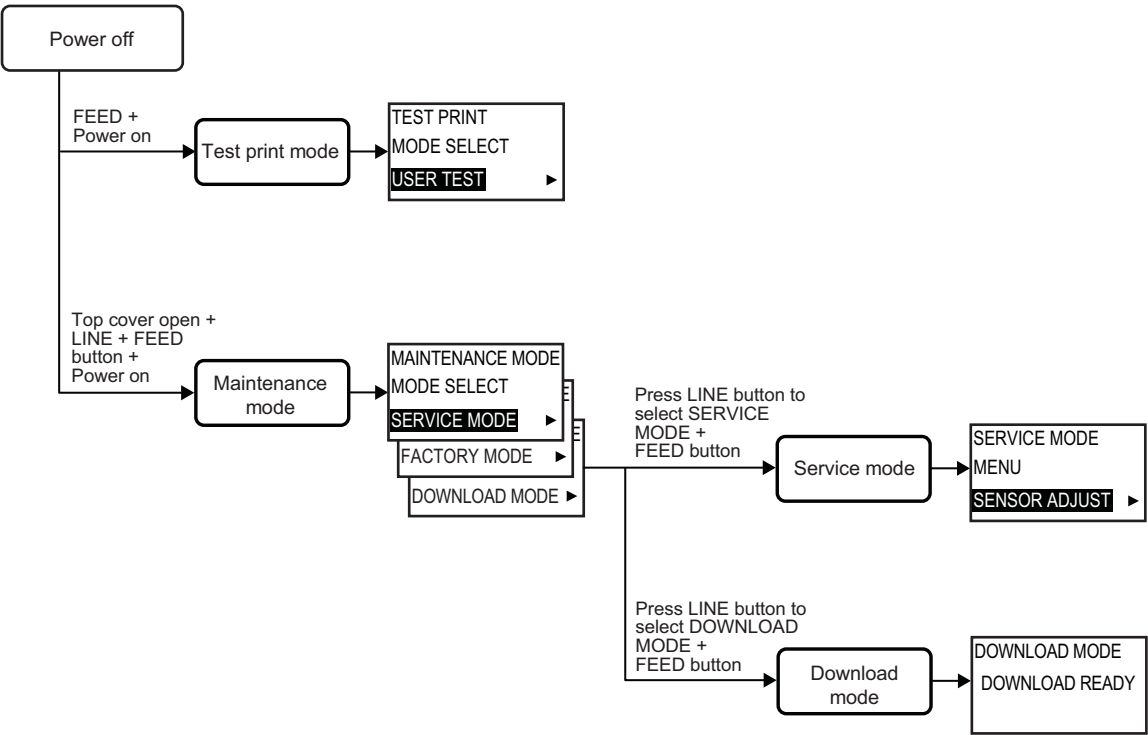 Power off
FEED +
Power on
Test print mode
TEST PRINT
MODE SELECT
USER TEST
Top cover open +
LINE + FEED
button +
Power on
Maintenance
mode
MAINTENANCE MODE
MODE SELECT
SERVICE MODE
E
FACTORY MODE
E
DOWNLOAD MODE
Press LINE button to
select SERVICE
MODE +
FEED button
Service mode
SERVICE MODE
MENU
SENSOR ADJUST
Press LINE button to
select DOWNLOAD
MODE +
FEED button
Download
mode
DOWNLOAD MODE
DOWNLOAD READY